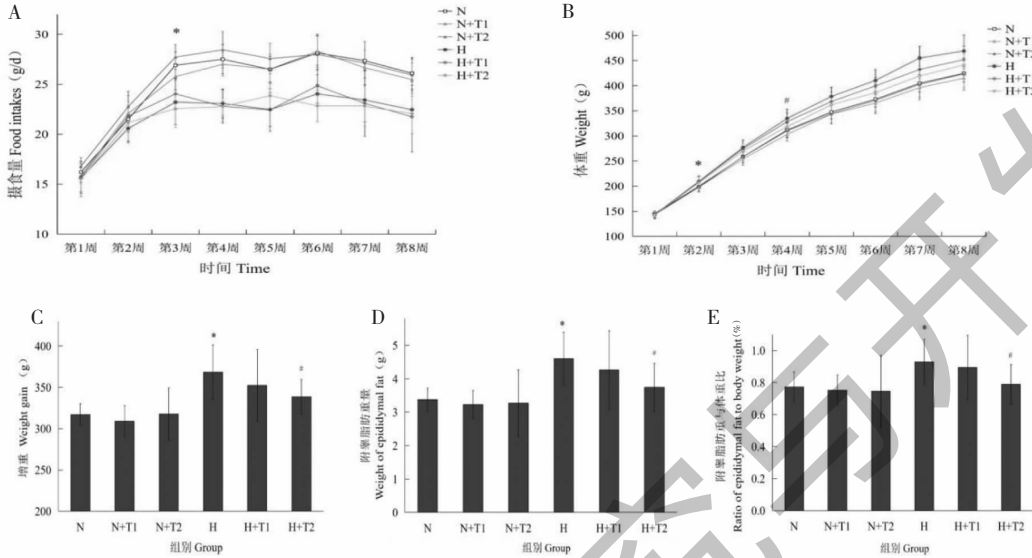 A
摄食量 Food intakes (g/d)
30
25
20
15
10
*
N
N+T1
N+T2
H
H+T1
H+T2
第1周 第2周 第3周 第4周 第5周 第6周 第7周 第8周
时间 Time
B
体重 Weight (g)
500
450
400
350
300
250
200
150
100
*
#
N
N+T
N+T2
H
H+T
H+T2
第1周 第2周 第3周 第4周 第5周 第6周 第7周 第8周
时间 Time
C
增重 Weight gain (g)
400
350
300
250
200
*
#
N N+T1 N+T2 H H+T1 H+T2
组别 Group
D
附睾脂肪重量
Weight of epididymal fat (g)
6
5
4
3
2
1
0
*
#
N N+T1 N+T2 H H+T1 H+T2
组别 Group
E
附睾脂肪重与体重比
Ratio of epididymal fat to body weight(%)
1.0
0.8
0.6
0.4
0.2
0
*
#
N N+T1 N+T2 H H+T1 H+T2
组别 Group